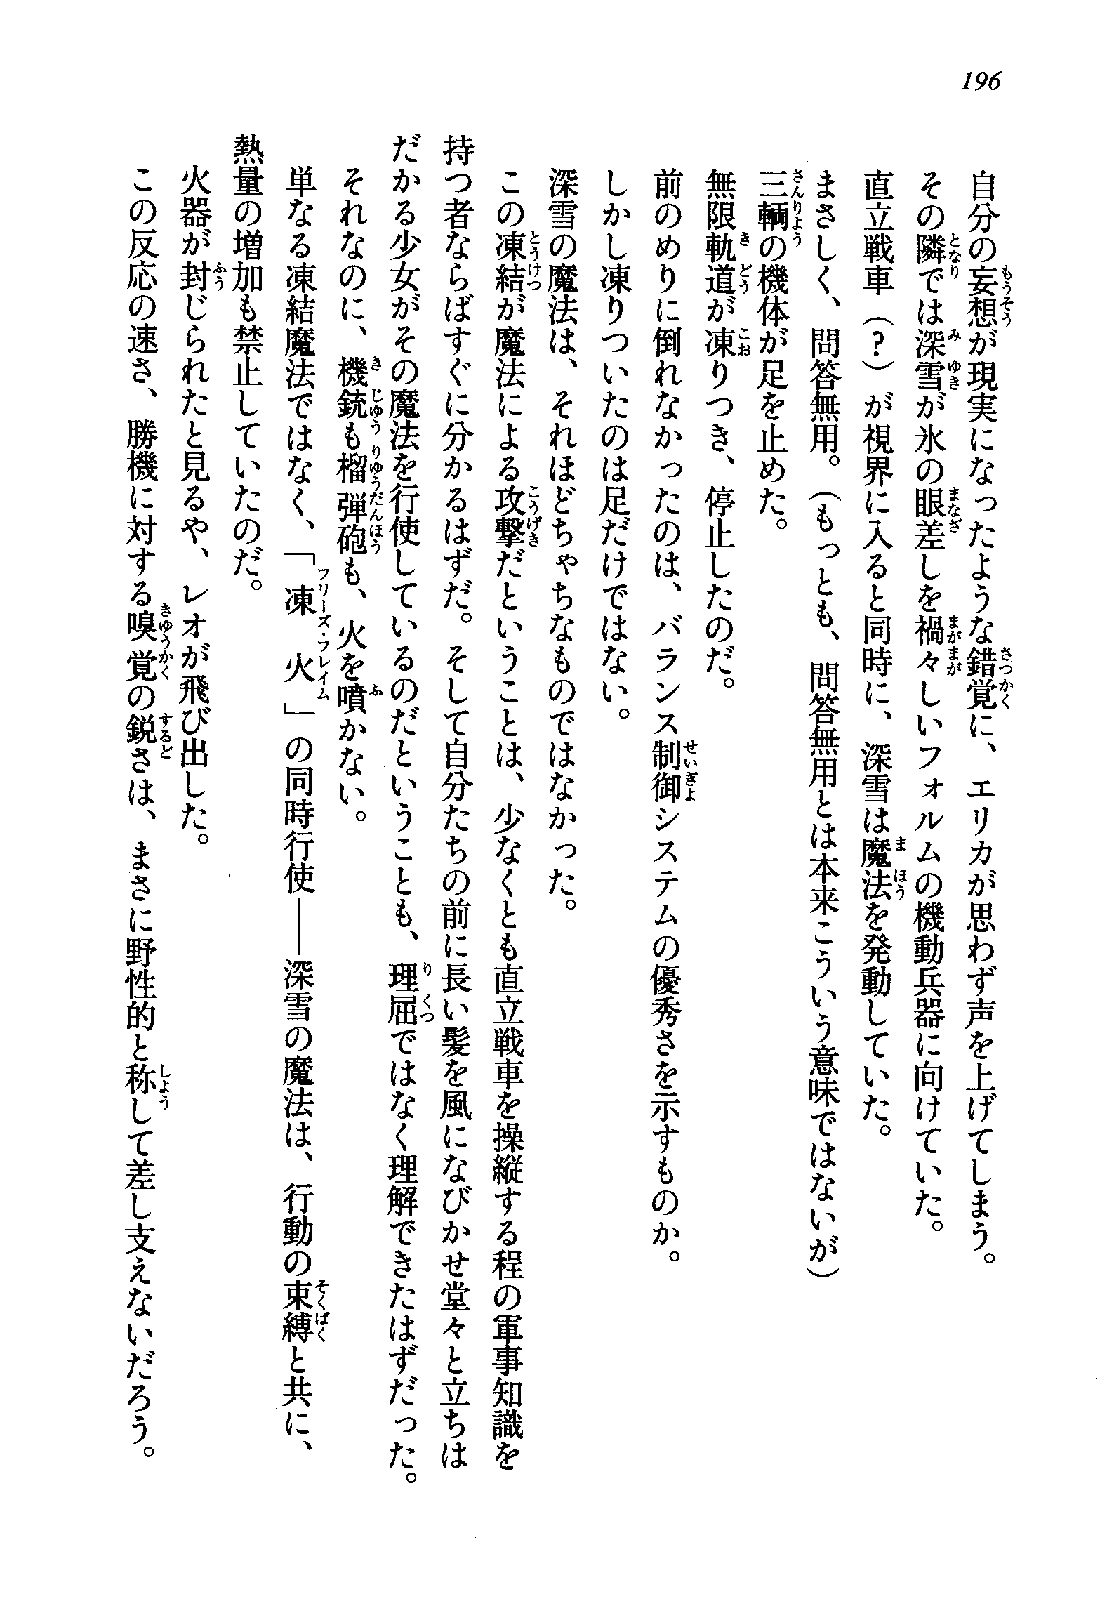 196
自分の妄想が現実になったような錯覚に、エリカが思わず声を上げてしまう。
その隣では深雪が氷の眼差しを禍々しいフォルムの機動兵器に向けていた。
直立戦車（？）が視界に入ると同時に、深雪は魔法を発動していた。
まさしく、問答無用。（もっとも、問答無用とは本来こういう意味ではないが）
三輌の機体が足を止めた。
無限軌道が凍りつき、停止したのだ。
前のめりに倒れなかったのは、バランス制御システムの優秀さを示すものか。
しかし凍りついたのは足だけではない。
深雪の魔法は、それほどちゃちなものではなかった。
この凍結が魔法による攻撃だということは、少なくとも直立戦車を操縦する程の軍事知識を
持つ者ならばすぐに分かるはずだ。そして自分たちの前に長い髪を風になびかせ堂々と立ちは
だかる少女がその魔法を行使しているのだということも、理屈ではなく理解できたはずだった。
それなのに、機銃も榴弾砲も、火を噴かない。
単なる凍結魔法ではなく、「凍火」の同時行使――深雪の魔法は、行動の束縛と共に、
熱量の増加も禁止していたのだ。
火器が封じられたと見るや、レオが飛び出した。
この反応の速さ、勝機に対する嗅覚の鋭さは、まさに野性的と称して差し支えないだろう。